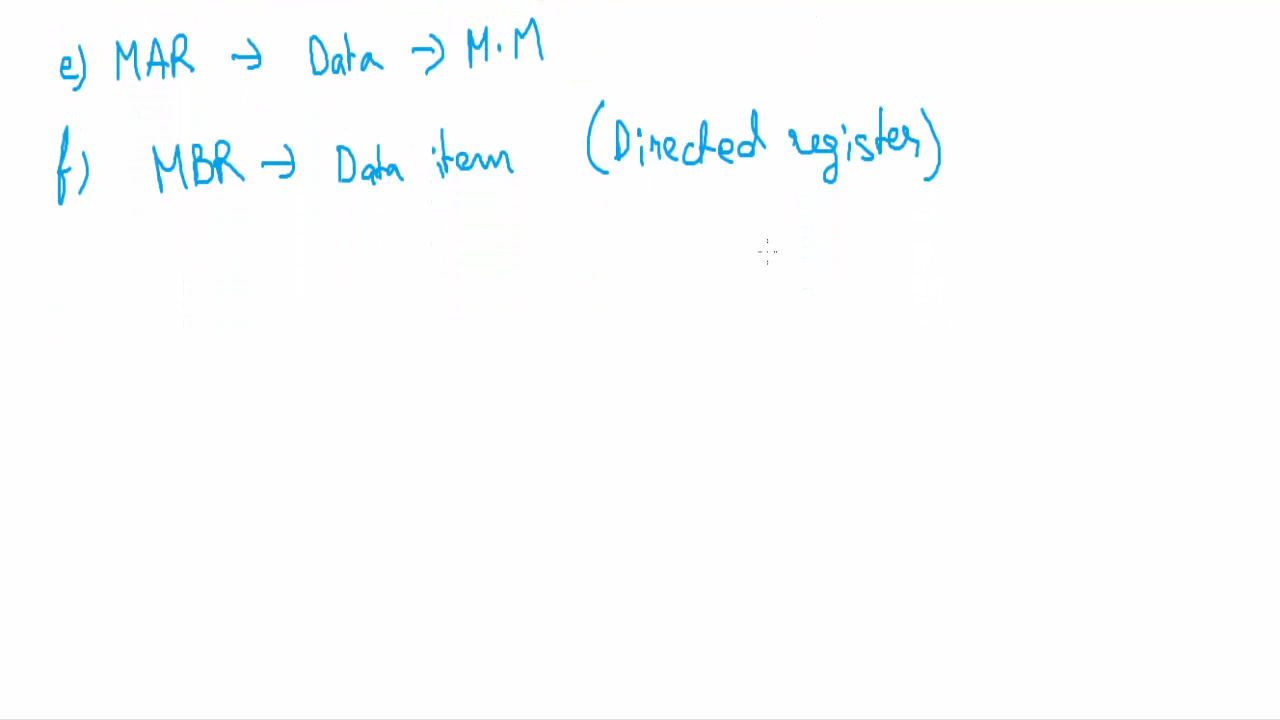 e) MAR → Data → M.M
f) MBR → Data item (Directed register)